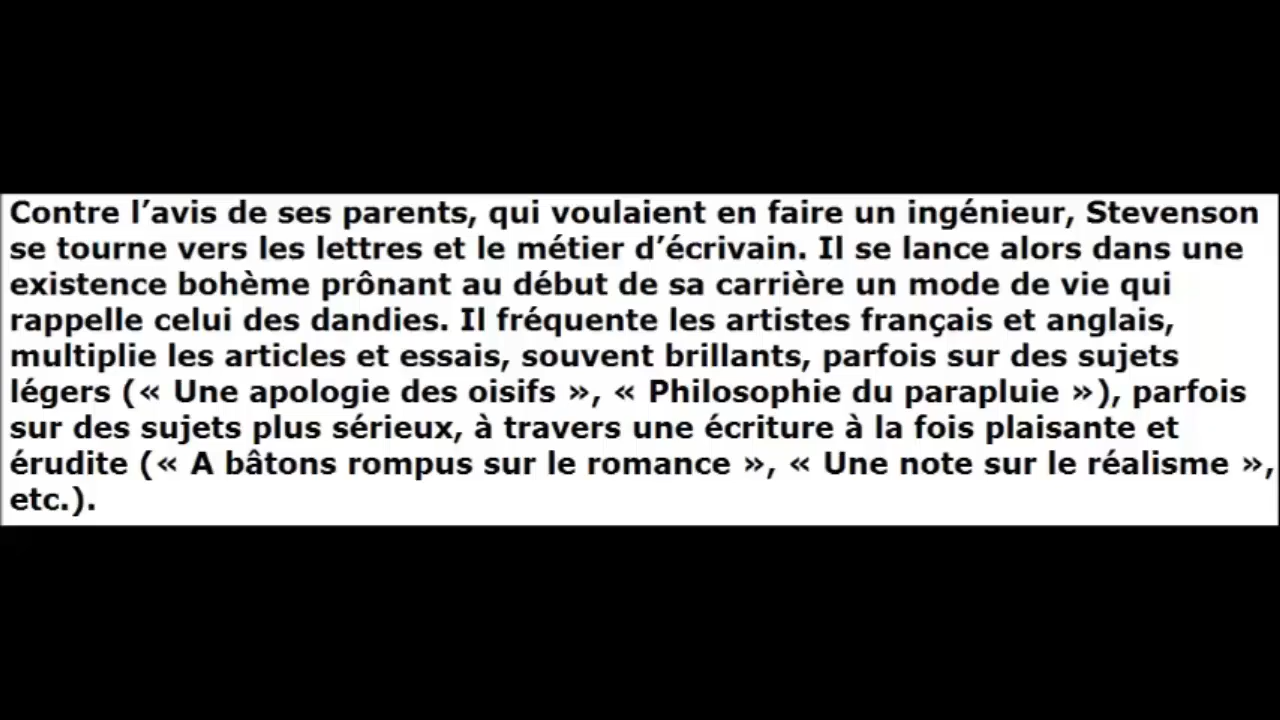 Contre l’avis de ses parents, qui voulaient en faire un ingénieur, Stevenson
se tourne vers les lettres et le métier d’écrivain. Il se lance alors dans une
existence bohème prônant au début de sa carrière un mode de vie qui
rappelle celui des dandies. Il fréquente les artistes français et anglais,
multiplie les articles et essais, souvent brillants, parfois sur des sujets
légers (« Une apologie des oisifs », « Philosophie du parapluie »), parfois
sur des sujets plus sérieux, à travers une écriture à la fois plaisante et
érudite (« A bâtons rompus sur le romance », « Une note sur le réalisme »,
etc.).